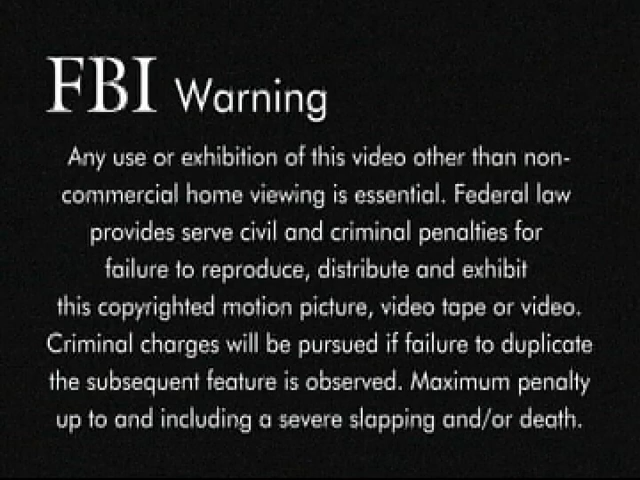 FBI Warning
Any use or exhibition of this video other than non-
commercial home viewing is essential. Federal law
provides serve civil and criminal penalties for
failure to reproduce, distribute and exhibit
this copyrighted motion picture, video tape or video.
Criminal charges will be pursued if failure to duplicate
the subsequent feature is observed. Maximum penalty
up to and including a severe slapping and/or death.